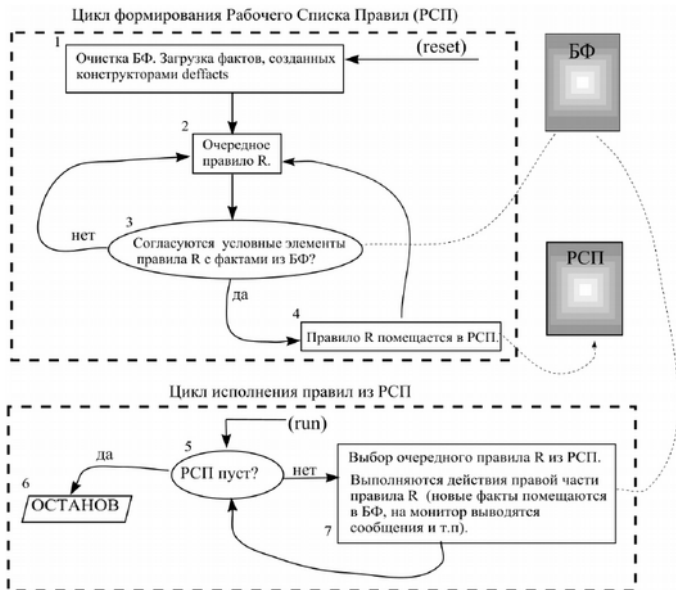 Цикл формирования Рабочего Списка Правил (РСП)
1
(reset)
Очистка БФ. Загрузка фактов, созданных
конструкторами deffacts
БФ
2
Очередное
правило R.
3
нет
Согласуются условные элементы
правила R с фактами из БФ?
РСП
да
4
Правило R помещается в РСП.
Цикл исполнения правил из РСП
(run)
да
5
РСП пуст?
нет
6
ОСТАНОВ
Выбор очередного правила R из РСП.
Выполняются действия правой части
правила R (новые факты помещаются
в БФ, на монитор выводятся
сообщения и т.п).
7